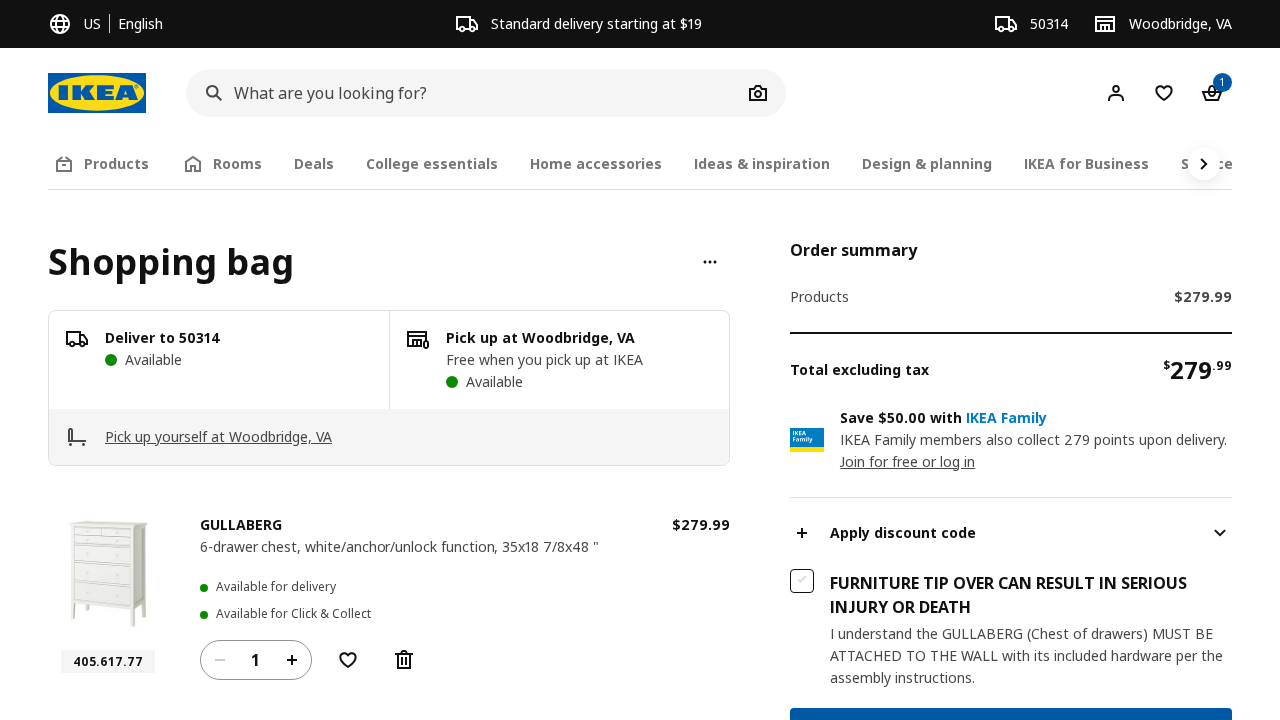 US English
Standard delivery starting at $19
50314
Woodbridge, VA
IKEA
What are you looking for?
1
Products
Rooms
Deals
College essentials
Home accessories
Ideas & inspiration
Design & planning
IKEA for Business
Shopping bag
Deliver to 50314
Available
Pick up at Woodbridge, VA
Free when you pick up at IKEA
Available
Pick up yourself at Woodbridge, VA
GULLABERG
$279.99
6-drawer chest, white/anchor/unlock function, 35x18 7/8x48 "
Available for delivery
Available for Click & Collect
405.617.77
1
Order summary
Products
$279.99
Total excluding tax
$279.99
IKEA
Family
Save $50.00 with IKEA Family
IKEA Family members also collect 279 points upon delivery.
Join for free or log in
Apply discount code
FURNITURE TIP OVER CAN RESULT IN SERIOUS
INJURY OR DEATH
I understand the GULLABERG (Chest of drawers) MUST BE
ATTACHED TO THE WALL with its included hardware per the
assembly instructions.